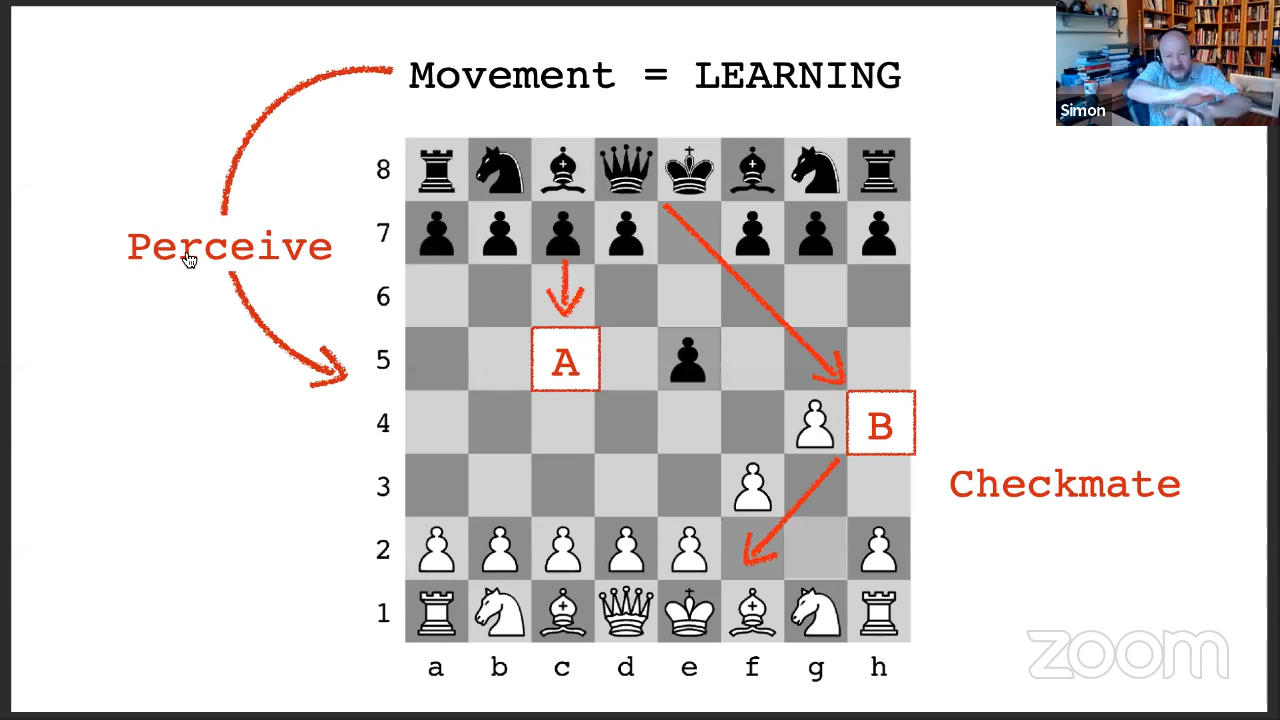 Movement = LEARNING
Simon
Perceive
8
7
6
5
4
3
2
1
A
B
Checkmate
a b c d e f g h
zoom